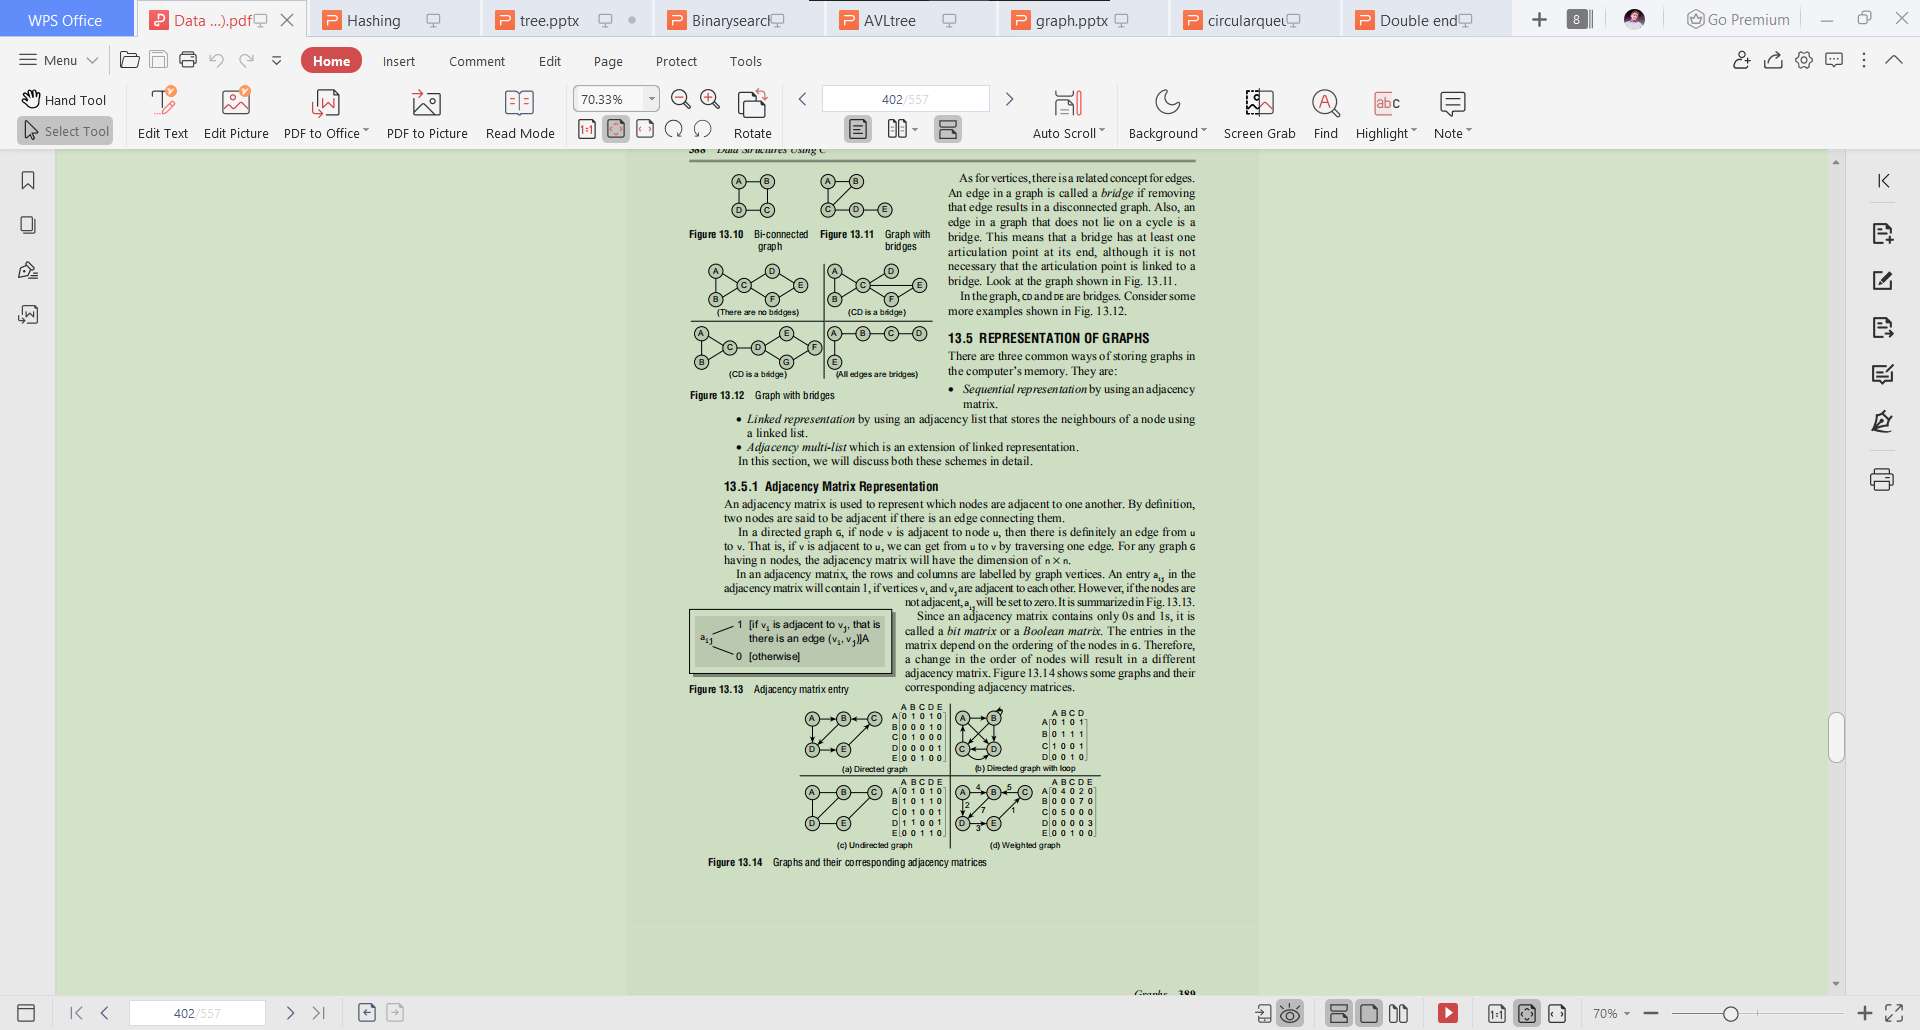 WPS Office
Data ...).pdf
Hashing
tree.pptx
Binarysearch
AVLtree
graph.pptx
circularqueu
Double end
8
Go Premium
Menu
Home
Insert
Comment
Edit
Page
Protect
Tools
Hand Tool
Select Tool
Edit Text
Edit Picture
PDF to Office
PDF to Picture
Read Mode
70.33%
Rotate
402/557
Auto Scroll
Background
Screen Grab
Find
Highlight
Note
388 Data Structures Using C
A B
D C
A B
C D E
Figure 13.10 Bi-connected
graph
Figure 13.11 Graph with
bridges
A D
C E
B F
(There are no bridges)
A D
C E
B F
(CD is a bridge)
A E
C D F
B G
(CD is a bridge)
A B C D
E
(All edges are bridges)
Figure 13.12 Graph with bridges
As for vertices, there is a related concept for edges.
An edge in a graph is called a bridge if removing
that edge results in a disconnected graph. Also, an
edge in a graph that does not lie on a cycle is a
bridge. This means that a bridge has at least one
articulation point at its end, although it is not
necessary that the articulation point is linked to a
bridge. Look at the graph shown in Fig. 13.11.
In the graph, CD and DE are bridges. Consider some
more examples shown in Fig. 13.12.
13.5 REPRESENTATION OF GRAPHS
There are three common ways of storing graphs in
the computer's memory. They are:
• Sequential representation by using an adjacency
matrix.
• Linked representation by using an adjacency list that stores the neighbours of a node using
a linked list.
• Adjacency multi-list which is an extension of linked representation.
In this section, we will discuss both these schemes in detail.
13.5.1 Adjacency Matrix Representation
An adjacency matrix is used to represent which nodes are adjacent to one another. By definition,
two nodes are said to be adjacent if there is an edge connecting them.
In a directed graph G, if node v is adjacent to node u, then there is definitely an edge from u
to v. That is, if v is adjacent to u, we can get from u to v by traversing one edge. For any graph G
having n nodes, the adjacency matrix will have the dimension of n × n.
In an adjacency matrix, the rows and columns are labelled by graph vertices. An entry aij in the
adjacency matrix will contain 1, if vertices vi and vj are adjacent to each other. However, if the nodes are
not adjacent, aij will be set to zero. It is summarized in Fig. 13.13.
Since an adjacency matrix contains only 0s and 1s, it is
called a bit matrix or a Boolean matrix. The entries in the
matrix depend on the ordering of the nodes in G. Therefore,
a change in the order of nodes will result in a different
adjacency matrix. Figure 13.14 shows some graphs and their
corresponding adjacency matrices.
aij
1 [if vi is adjacent to vj, that is
there is an edge (vi, vj)]A
0 [otherwise]
Figure 13.13 Adjacency matrix entry
A B C
D E
A B C D E
A 0 1 0 1 0
B 0 0 0 1 0
C 0 1 0 0 0
D 0 0 0 0 1
E 0 0 1 0 0
(a) Directed graph
A B
C D
A B C D
A 0 1 0 1
B 0 1 1 1
C 1 0 0 1
D 0 0 1 0
(b) Directed graph with loop
A B C
D E
A B C D E
A 0 1 0 1 0
B 1 0 1 1 0
C 0 1 0 0 1
D 1 1 0 0 1
E 0 0 1 1 0
(c) Undirected graph
A 4 B 5 C
2 7 1
D 3 E
A B C D E
A 0 4 0 2 0
B 0 0 0 7 0
C 0 5 0 0 0
D 0 0 0 0 3
E 0 0 1 0 0
(d) Weighted graph
Figure 13.14 Graphs and their corresponding adjacency matrices
Graphs 389
402/557
70%